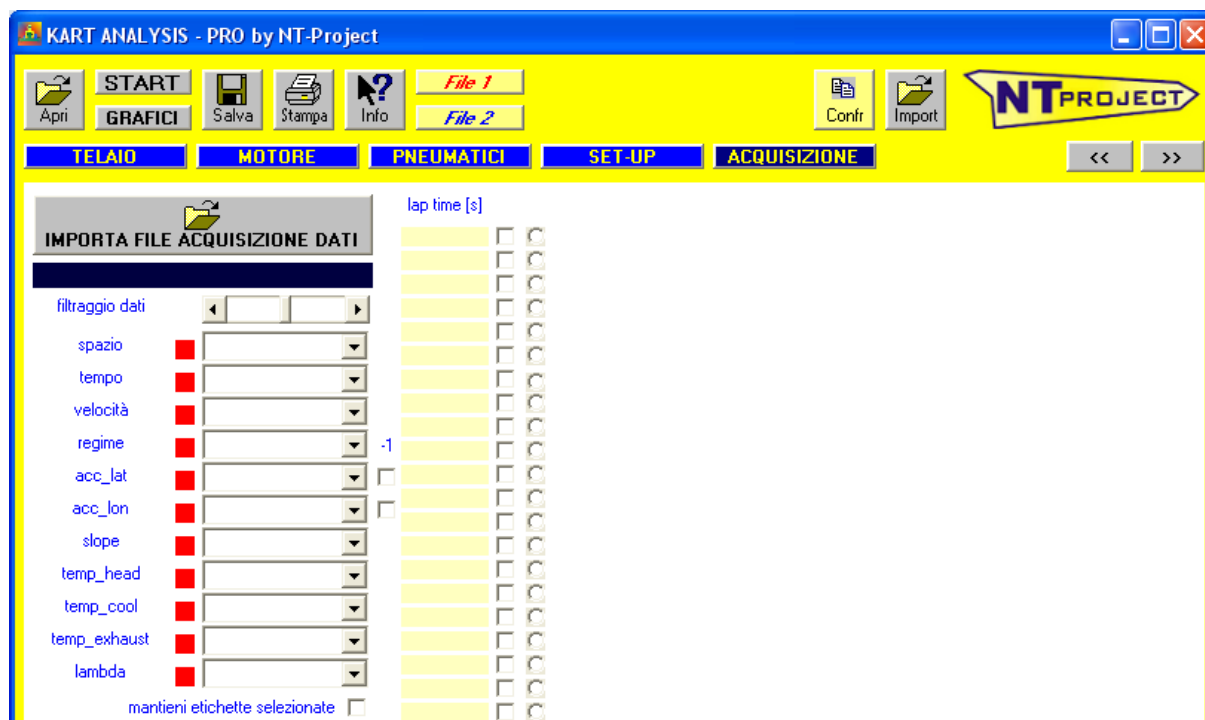 KART ANALYSIS - PRO by NT-Project
START File 1
Apri GRAFICI Salva Stampa Info File 2 Confr Import NTPROJECT
TELAIO MOTORE PNEUMATICI SET-UP ACQUISIZIONE << >>
lap time [s]
IMPORTA FILE ACQUISIZIONE DATI
filtraggio dati
spazio
tempo
velocità
regime -1
acc_lat
acc_lon
slope
temp_head
temp_cool
temp_exhaust
lambda
mantieni etichette selezionate